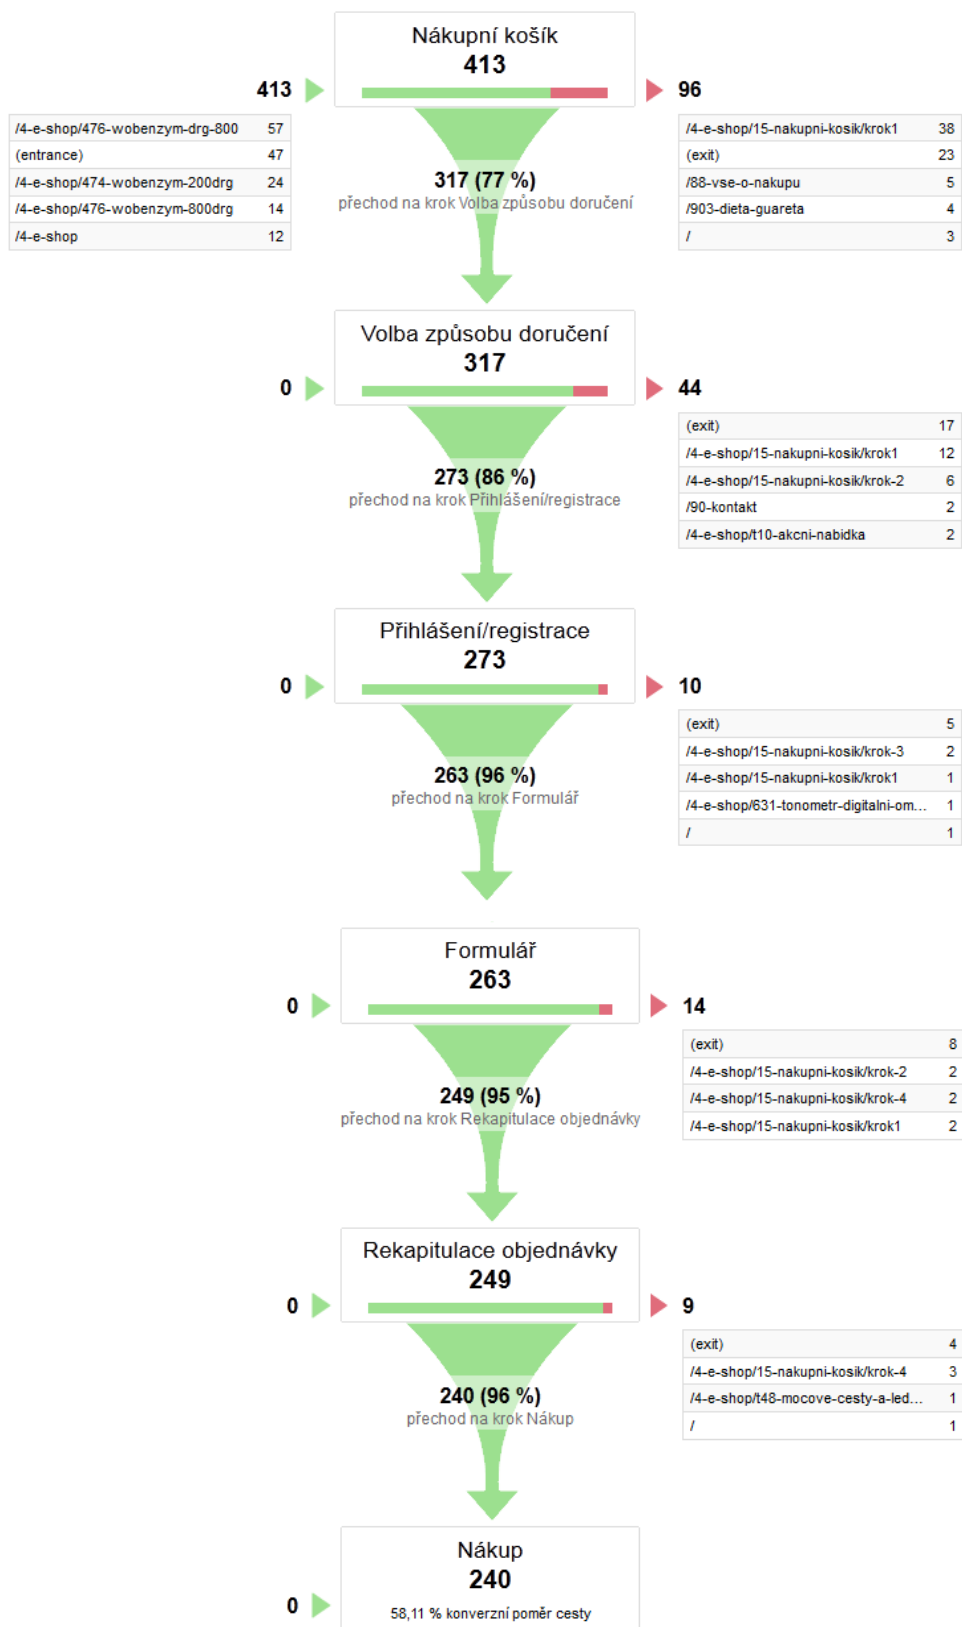 Nákupní košík
413
413
96
/4-e-shop/476-wobenzym-drg-800 57
(entrance) 47
/4-e-shop/474-wobenzym-200drg 24
/4-e-shop/476-wobenzym-800drg 14
/4-e-shop 12
/4-e-shop/15-nakupni-kosik/krok1 38
(exit) 23
/88-vse-o-nakupu 5
/903-dieta-guareta 4
/ 3
317 (77 %)
přechod na krok Volba způsobu doručení
Volba způsobu doručení
317
0
44
(exit) 17
/4-e-shop/15-nakupni-kosik/krok1 12
/4-e-shop/15-nakupni-kosik/krok-2 6
/90-kontakt 2
/4-e-shop/t10-akcni-nabidka 2
273 (86 %)
přechod na krok Přihlášení/registrace
Přihlášení/registrace
273
0
10
(exit) 5
/4-e-shop/15-nakupni-kosik/krok-3 2
/4-e-shop/15-nakupni-kosik/krok1 1
/4-e-shop/631-tonometr-digitalni-om... 1
/ 1
263 (96 %)
přechod na krok Formulář
Formulář
263
0
14
(exit) 8
/4-e-shop/15-nakupni-kosik/krok-2 2
/4-e-shop/15-nakupni-kosik/krok-4 2
/4-e-shop/15-nakupni-kosik/krok1 2
249 (95 %)
přechod na krok Rekapitulace objednávky
Rekapitulace objednávky
249
0
9
(exit) 4
/4-e-shop/15-nakupni-kosik/krok-4 3
/4-e-shop/t48-mocove-cesty-a-led... 1
/ 1
240 (96 %)
přechod na krok Nákup
Nákup
240
0
58,11 % konverzní poměr cesty